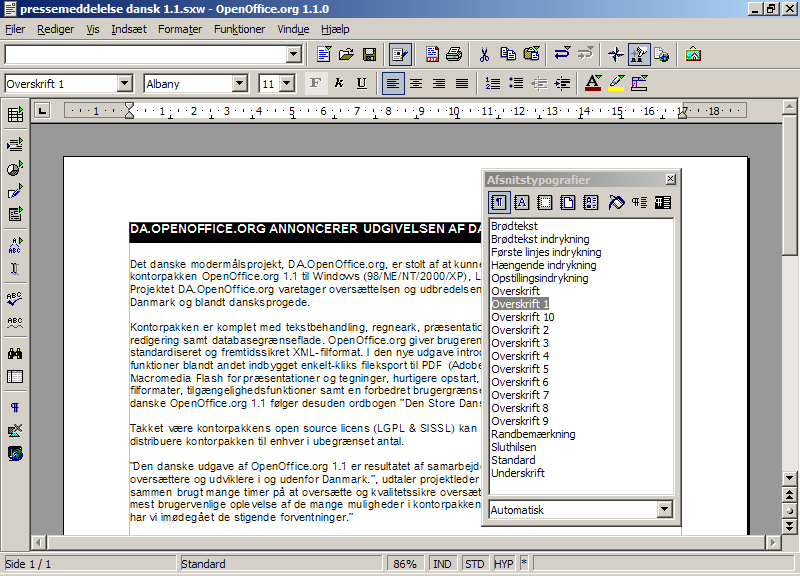 pressemeddelelse dansk 1.1.sxw - OpenOffice.org 1.1.0
Filer Rediger Vis Indsæt Formater Funktioner Vindue Hjælp
Overskrift 1 Albany 11 F k U A
1 1 2 3 4 5 6 7 8 9 10 11 12 13 14 15 16 17 18
DA.OPENOFFICE.ORG ANNONCERER UDGIVELSEN AF DA
Det danske modermålsprojekt, DA.OpenOffice.org, er stolt af at kunne
kontorpakken OpenOffice.org 1.1 til Windows (98/ME/NT/2000/XP), L
Projektet DA.OpenOffice.org varetager oversættelsen og udbredelsen
Danmark og blandt dansksprogede.
Kontorpakken er komplet med tekstbehandling, regneark, præsentatio
redigering samt databasegrænseflade. OpenOffice.org giver brugeren
standardiseret og fremtidssikret XML-filformat. I den nye udgave introd
funktioner blandt andet indbygget enkelt-kliks fileksport til PDF (Adobe
Macromedia Flash for præsentationer og tegninger, hurtigere opstart,
filformater, tilgængelighedsfunktioner samt en forbedret brugergrænse
danske OpenOffice.org 1.1 følger desuden ordbogen "Den Store Dans
Takket være kontorpakkens open source licens (LGPL & SISSL) kan
distribuere kontorpakken til enhver i ubegrænset antal.
"Den danske udgave af OpenOffice.org 1.1 er resultatet af samarbejde
oversættere og udviklere i og udenfor Danmark.", udtaler projektleder
sammen brugt mange timer på at oversætte og kvalitetssikre oversæt
mest brugervenlige oplevelse af de mange muligheder i kontorpakken
har vi imødegået de stigende forventninger."
Afsnitstypografier
Brødtekst
Brødtekst indrykning
Første linjes indrykning
Hængende indrykning
Opstillingsindrykning
Overskrift
Overskrift 1
Overskrift 10
Overskrift 2
Overskrift 3
Overskrift 4
Overskrift 5
Overskrift 6
Overskrift 7
Overskrift 8
Overskrift 9
Randbemærkning
Sluthilsen
Standard
Underskrift
Automatisk
Side 1 / 1 Standard 86% IND STD HYP *